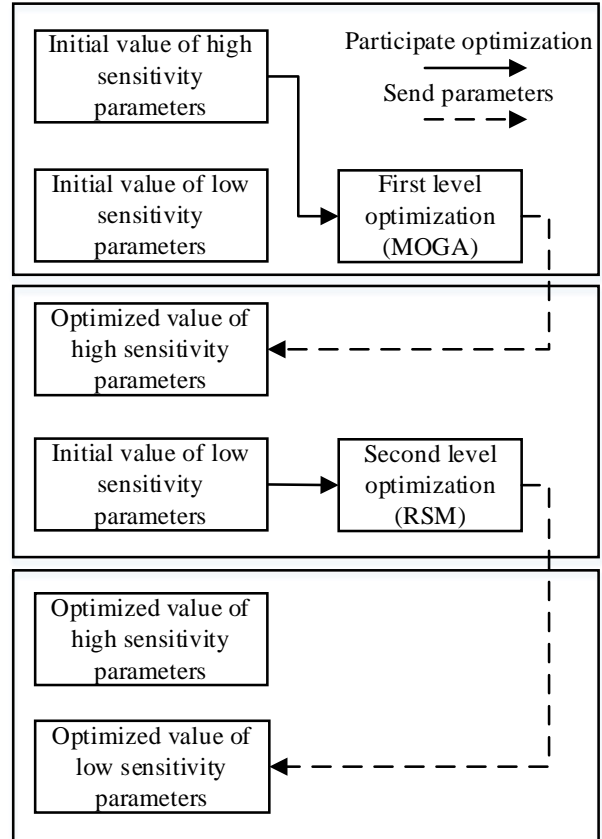 Initial value of high
sensitivity
parameters
Participate optimization
Send parameters
Initial value of low
sensitivity
parameters
First level
optimization
(MOGA)
Optimized value of
high sensitivity
parameters
Initial value of low
sensitivity
parameters
Second level
optimization
(RSM)
Optimized value of
high sensitivity
parameters
Optimized value of
low sensitivity
parameters